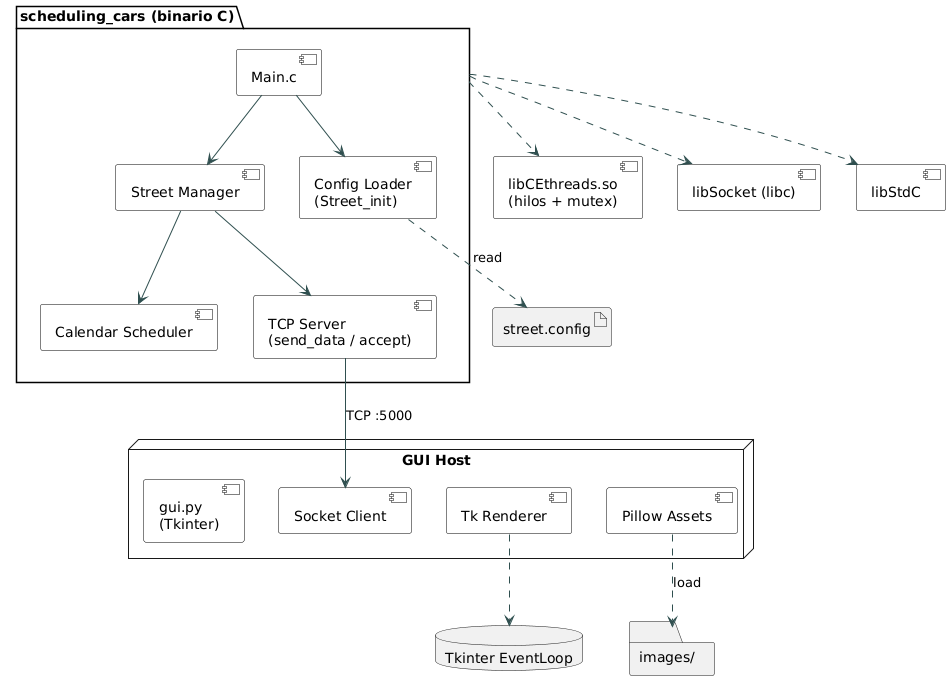 scheduling_cars (binario C)
Main.c
Street Manager
Config Loader
(Street_init)
libCEthreads.so
(hilos + mutex)
libSocket (libc)
libStdC
read
Calendar Scheduler
TCP Server
(send_data / accept)
street.config
TCP :5000
GUI Host
gui.py
(Tkinter)
Socket Client
Tk Renderer
Pillow Assets
load
Tkinter EventLoop
images/